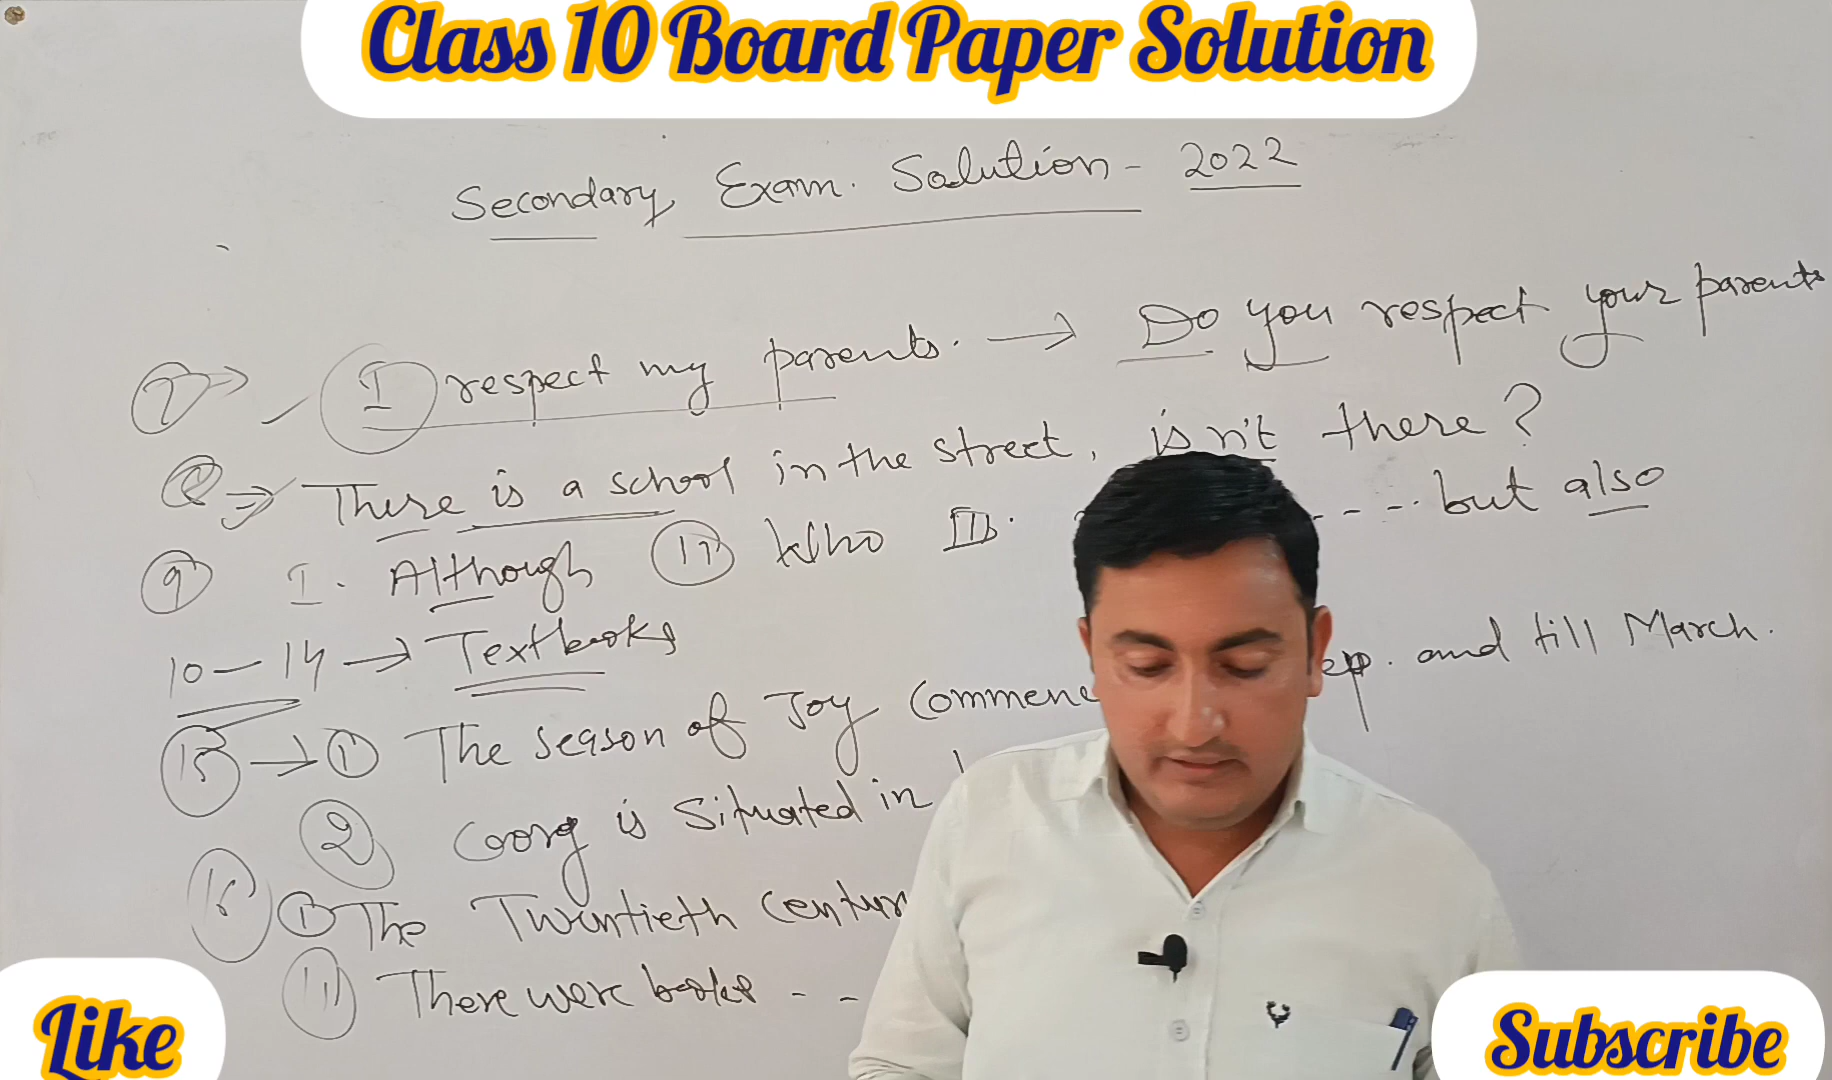 Class 10 Board Paper Solution
Secondary Exam. Solution - 2022
7 → I respect my parents. → Do you respect your parents
8 → There is a school in the street, isn't there?
9 I. Although II Who III. - - - but also
10 - 14 → Textbooks
15 → 1 The season of Joy and till March.
2 Coorg is Situated in
16 I The Twentieth
II There were books - -
Like
Subscribe